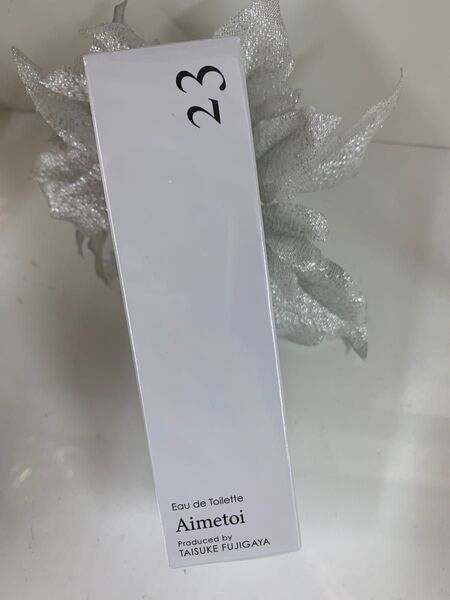 23
Eau de Toilette
Aimetoi
Produced by
TAISUKE FUJIGAYA